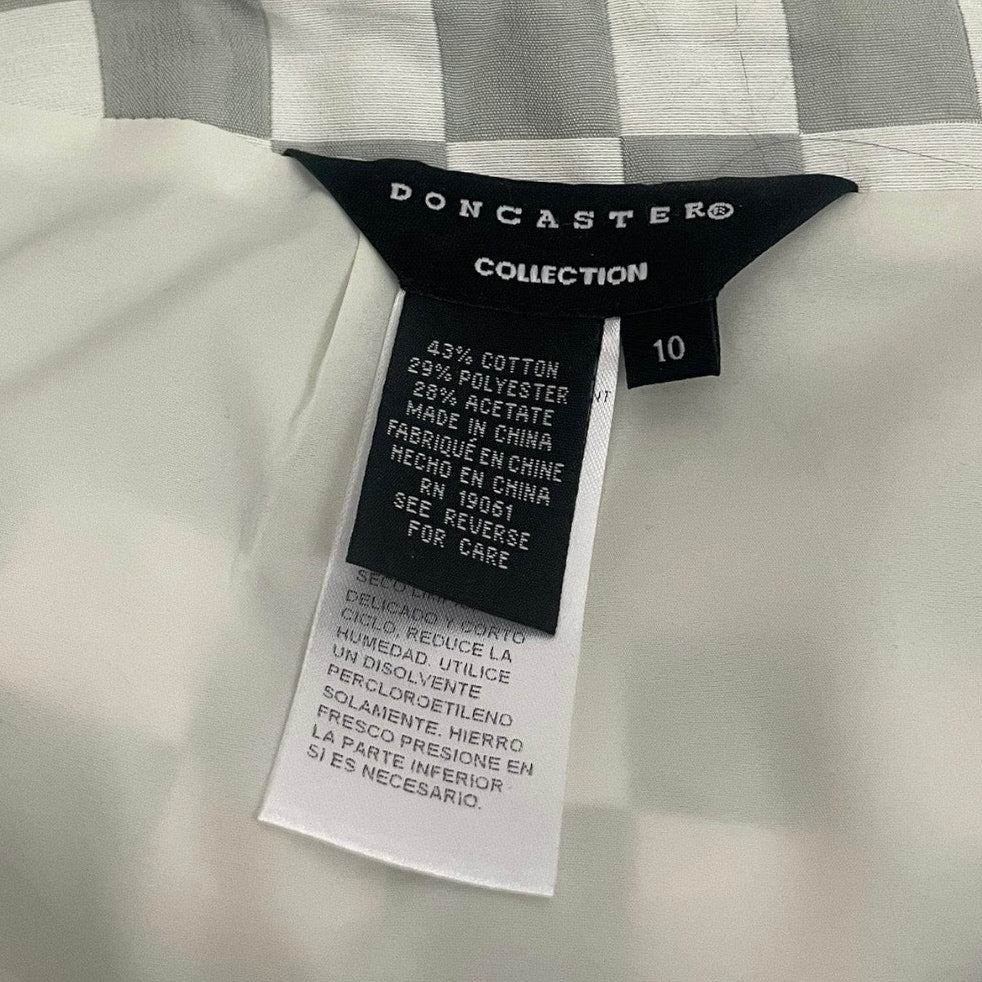 DONCASTER®
COLLECTION
10
43% COTTON
29% POLYESTER
28% ACETATE
MADE IN CHINA
FABRIQUÉ EN CHINE
HECHO EN CHINA
RN 19061
SEE REVERSE
FOR CARE
NT
SECO
DELICADO Y CORTO
CICLO, REDUCE LA
HUMEDAD. UTILICE
UN DISOLVENTE
PERCLOROETILENO
SOLAMENTE. HIERRO
FRESCO PRESIONE EN
LA PARTE INFERIOR
SI ES NECESARIO.